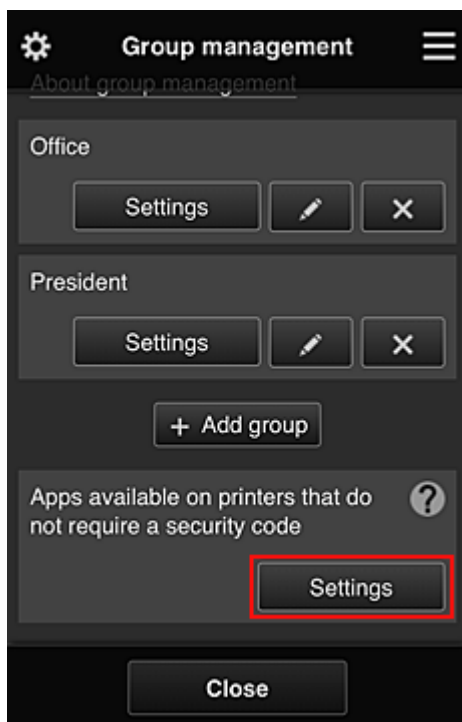 Group management
About group management
Office
Settings
President
Settings
+ Add group
Apps available on printers that do
not require a security code
?
Settings
Close